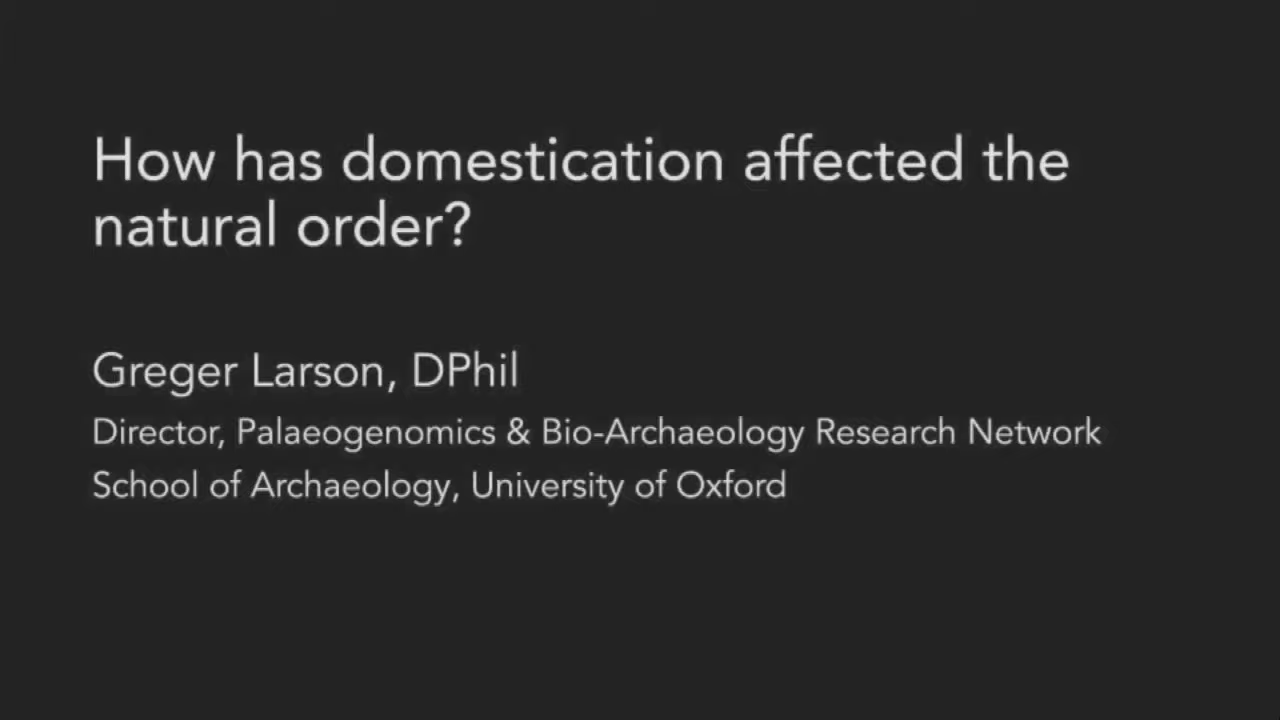 How has domestication affected the
natural order?
Greger Larson, DPhil
Director, Palaeogenomics & Bio-Archaeology Research Network
School of Archaeology, University of Oxford